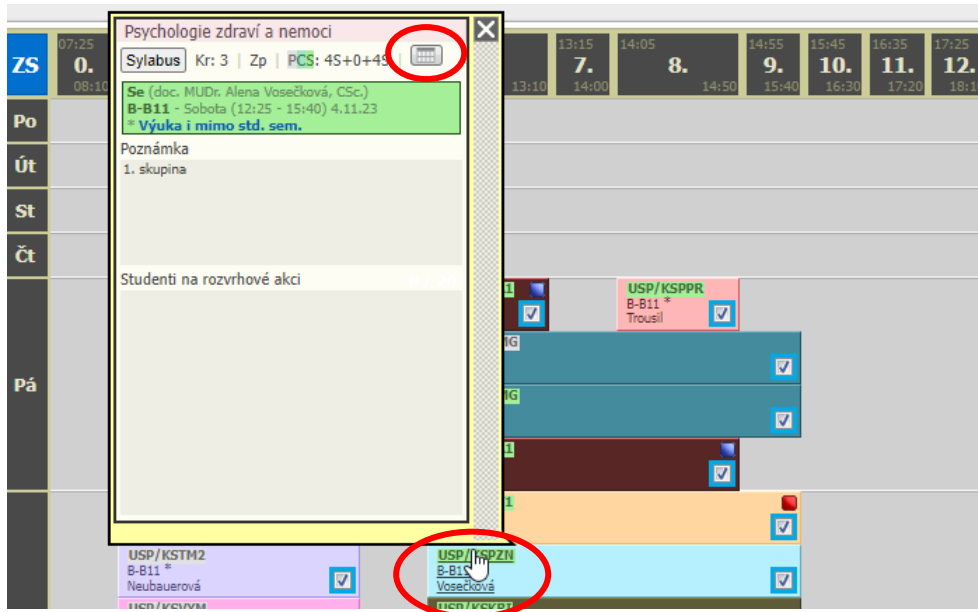 Psychologie zdraví a nemoci
Sylabus Kr: 3 | Zp | PCS: 4S+0+4S |
Se (doc. MUDr. Alena Vosečková, CSc.)
B-B11 - Sobota (12:25 - 15:40) 4.11.23
* Výuka i mimo std. sem.
Poznámka
1. skupina
Studenti na rozvrhové akci
ZS
07:25
0.
08:10
13:10
13:15
7.
14:00
14:05
8.
14:50
14:55
9.
15:40
15:45
10.
16:30
16:35
11.
17:20
17:25
12.
Po
Út
St
Čt
Pá
USP/KSPPR
B-B11 *
Trousil
USP/KSTM2
B-B11 *
Neubauerová
USP/KSPZN
Vosečková
USP/KSVYM
USP/KSKRI